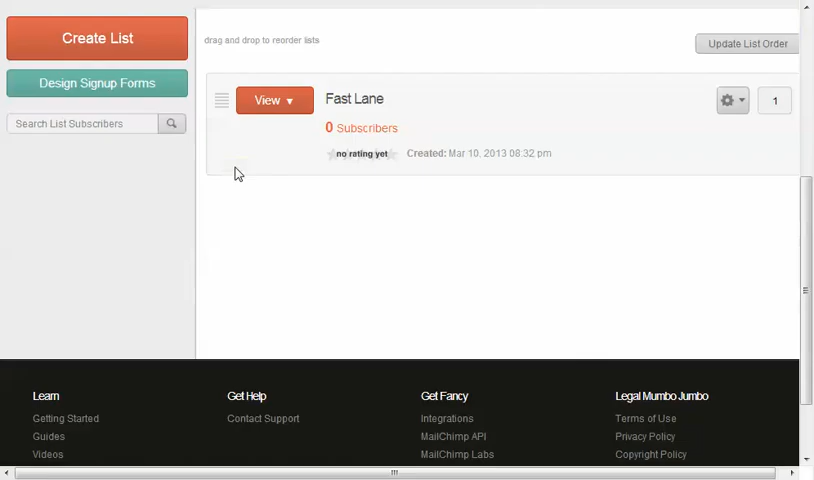 Create List
Design Signup Forms
Search List Subscribers
drag and drop to reorder lists
Update List Order
View
Fast Lane
1
0 Subscribers
no rating yet
Created: Mar 10, 2013 08:32 pm
Learn
Getting Started
Guides
Videos
Get Help
Contact Support
Get Fancy
Integrations
MailChimp API
MailChimp Labs
Legal Mumbo Jumbo
Terms of Use
Privacy Policy
Copyright Policy